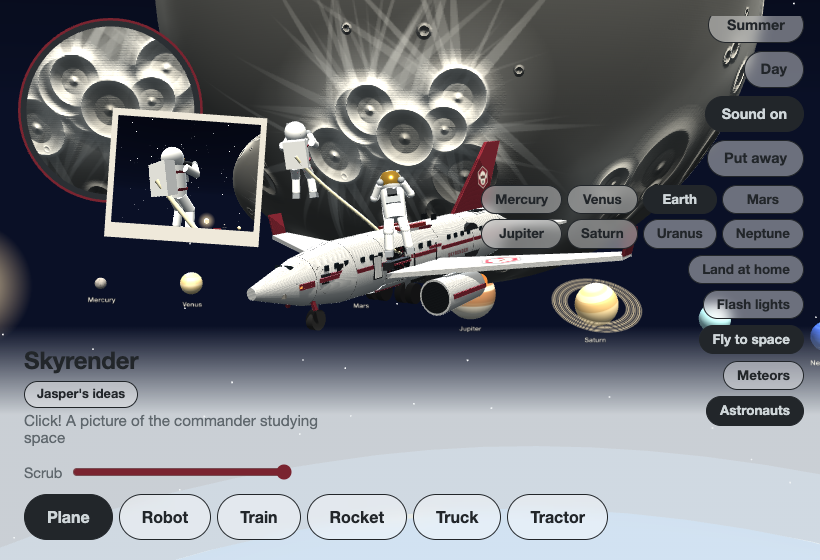 Summer
Day
Sound on
Put away
Mercury Venus Earth Mars
Jupiter Saturn Uranus Neptune
Land at home
Flash lights
Fly to space
Meteors
Astronauts
Mercury
Venus
Mars
Jupiter
Saturn
Skyrender
Jasper's ideas
Click! A picture of the commander studying
space
Scrub
Plane Robot Train Rocket Truck Tractor